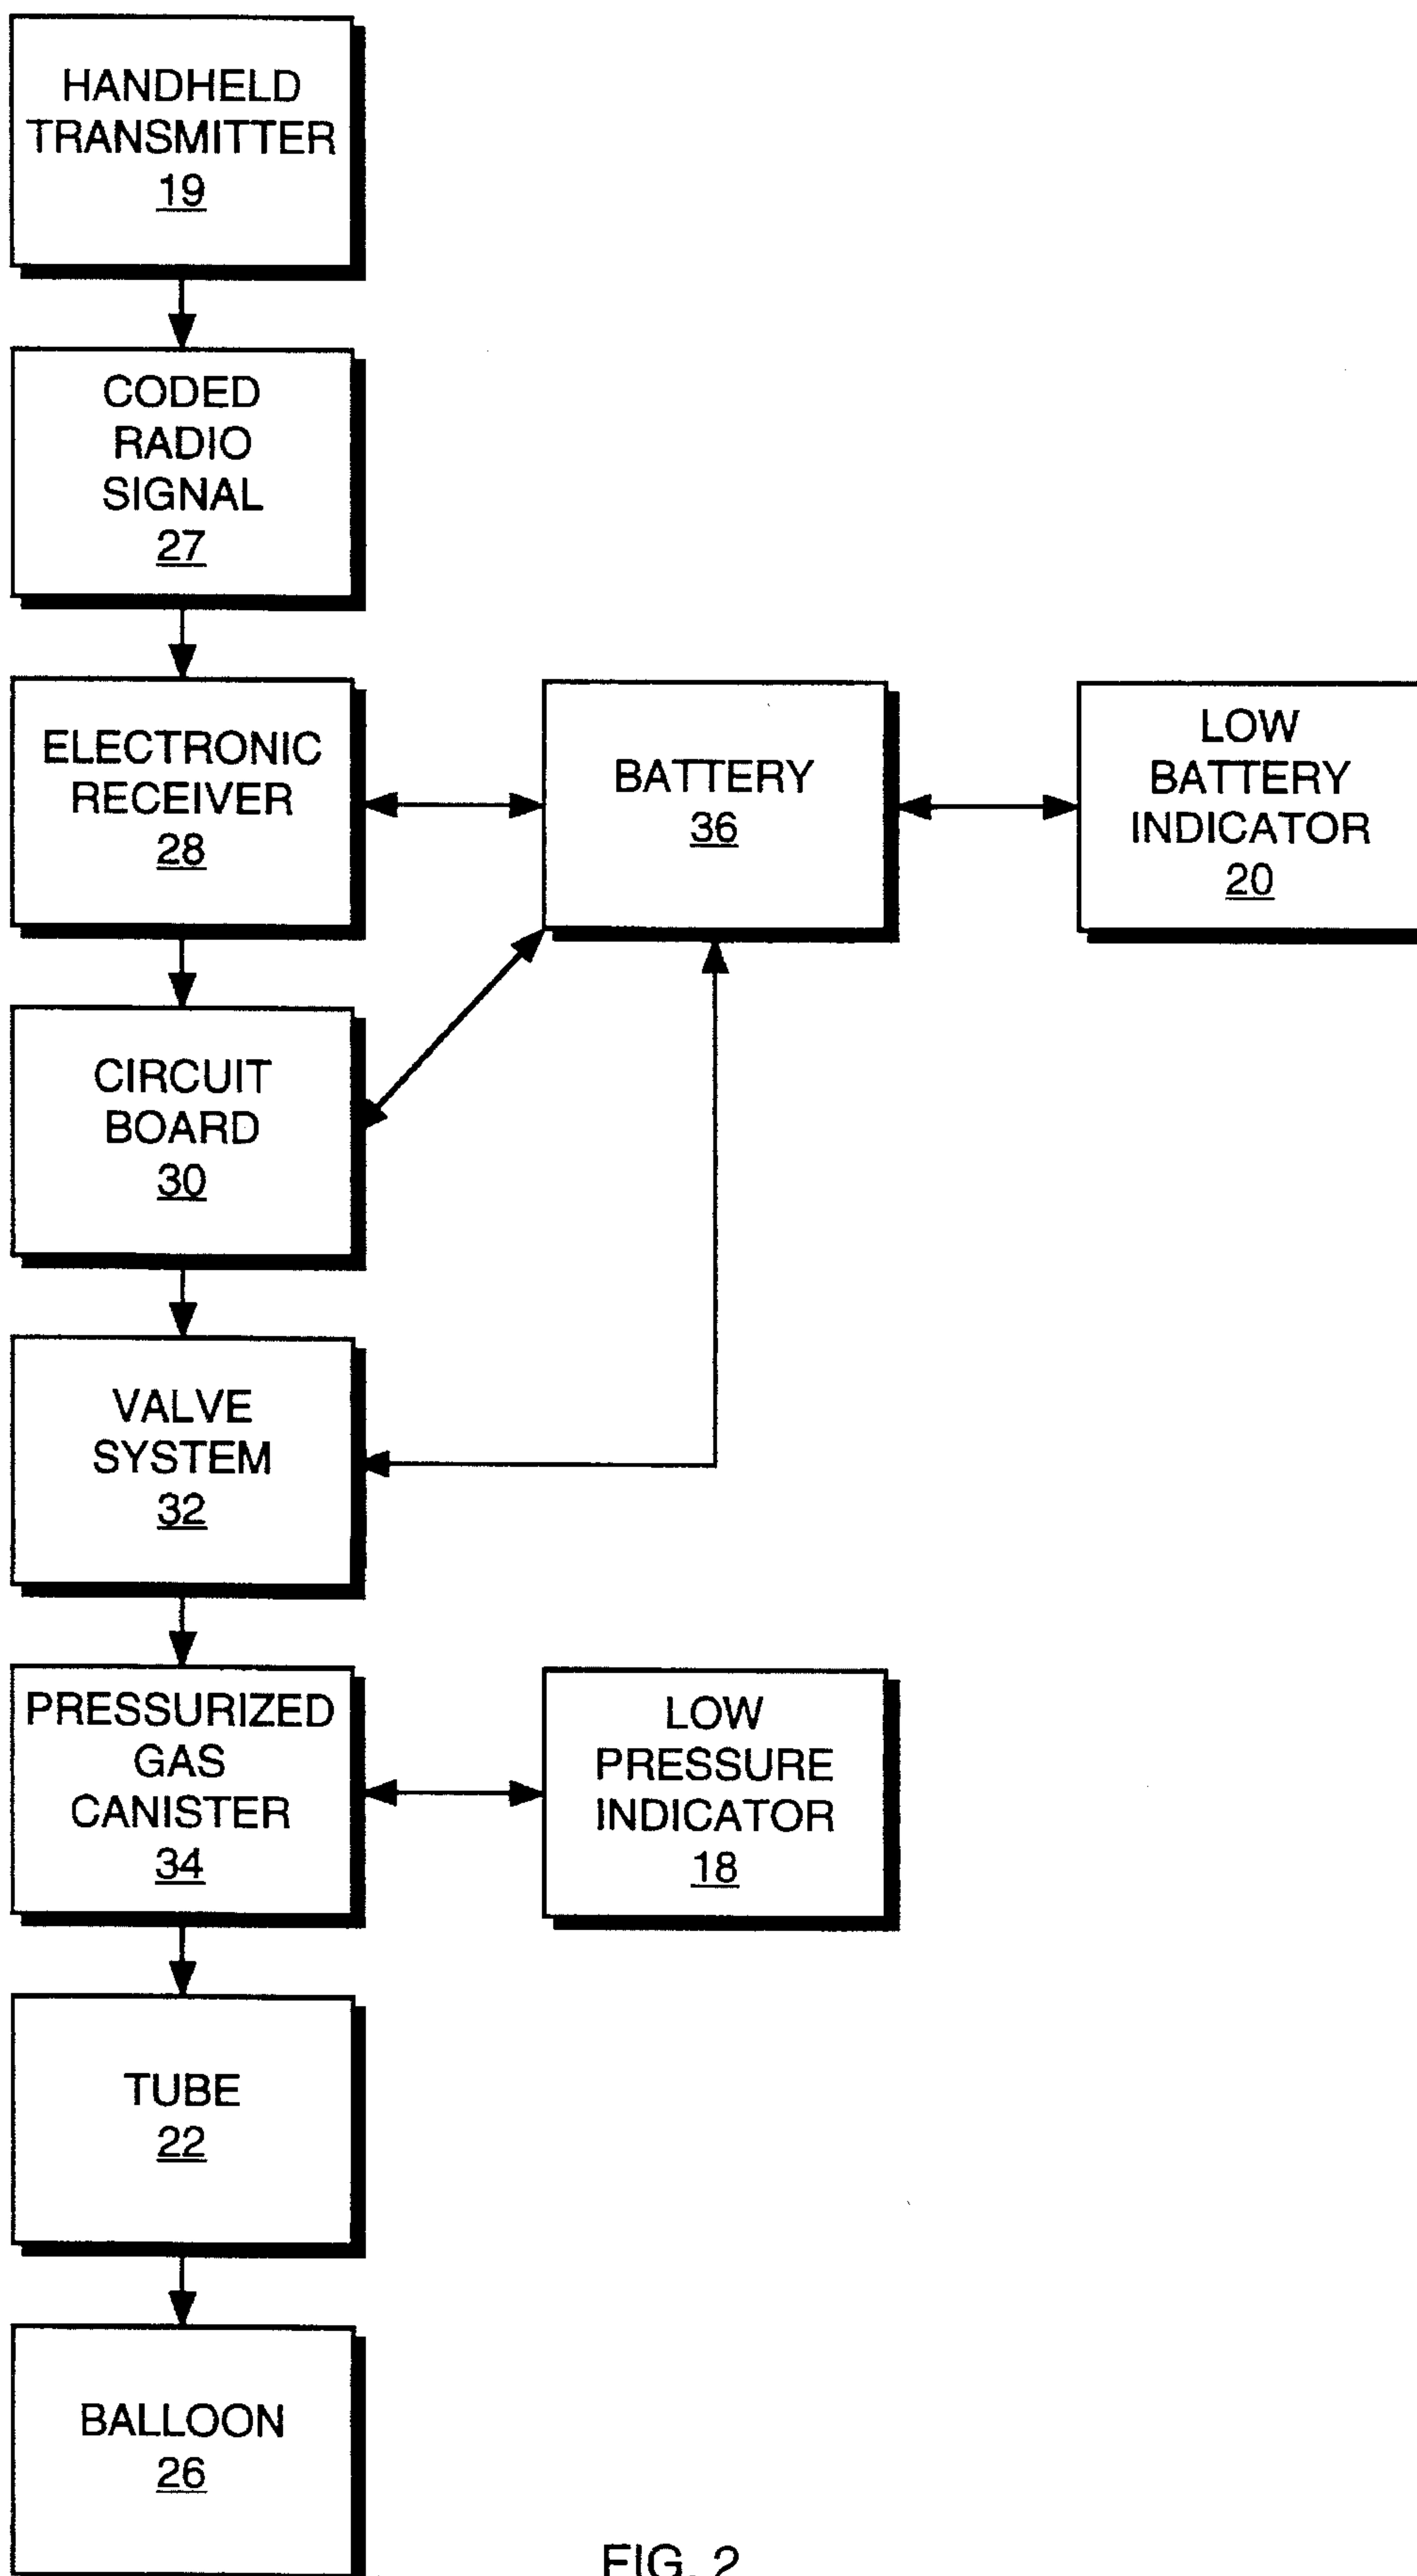 HANDHELD
TRANSMITTER
19
CODED
RADIO
SIGNAL
27
ELECTRONIC
RECEIVER
28
BATTERY
36
LOW
BATTERY
INDICATOR
20
CIRCUIT
BOARD
30
VALVE
SYSTEM
32
PRESSURIZED
GAS
CANISTER
34
LOW
PRESSURE
INDICATOR
18
TUBE
22
BALLOON
26
FIG. 2